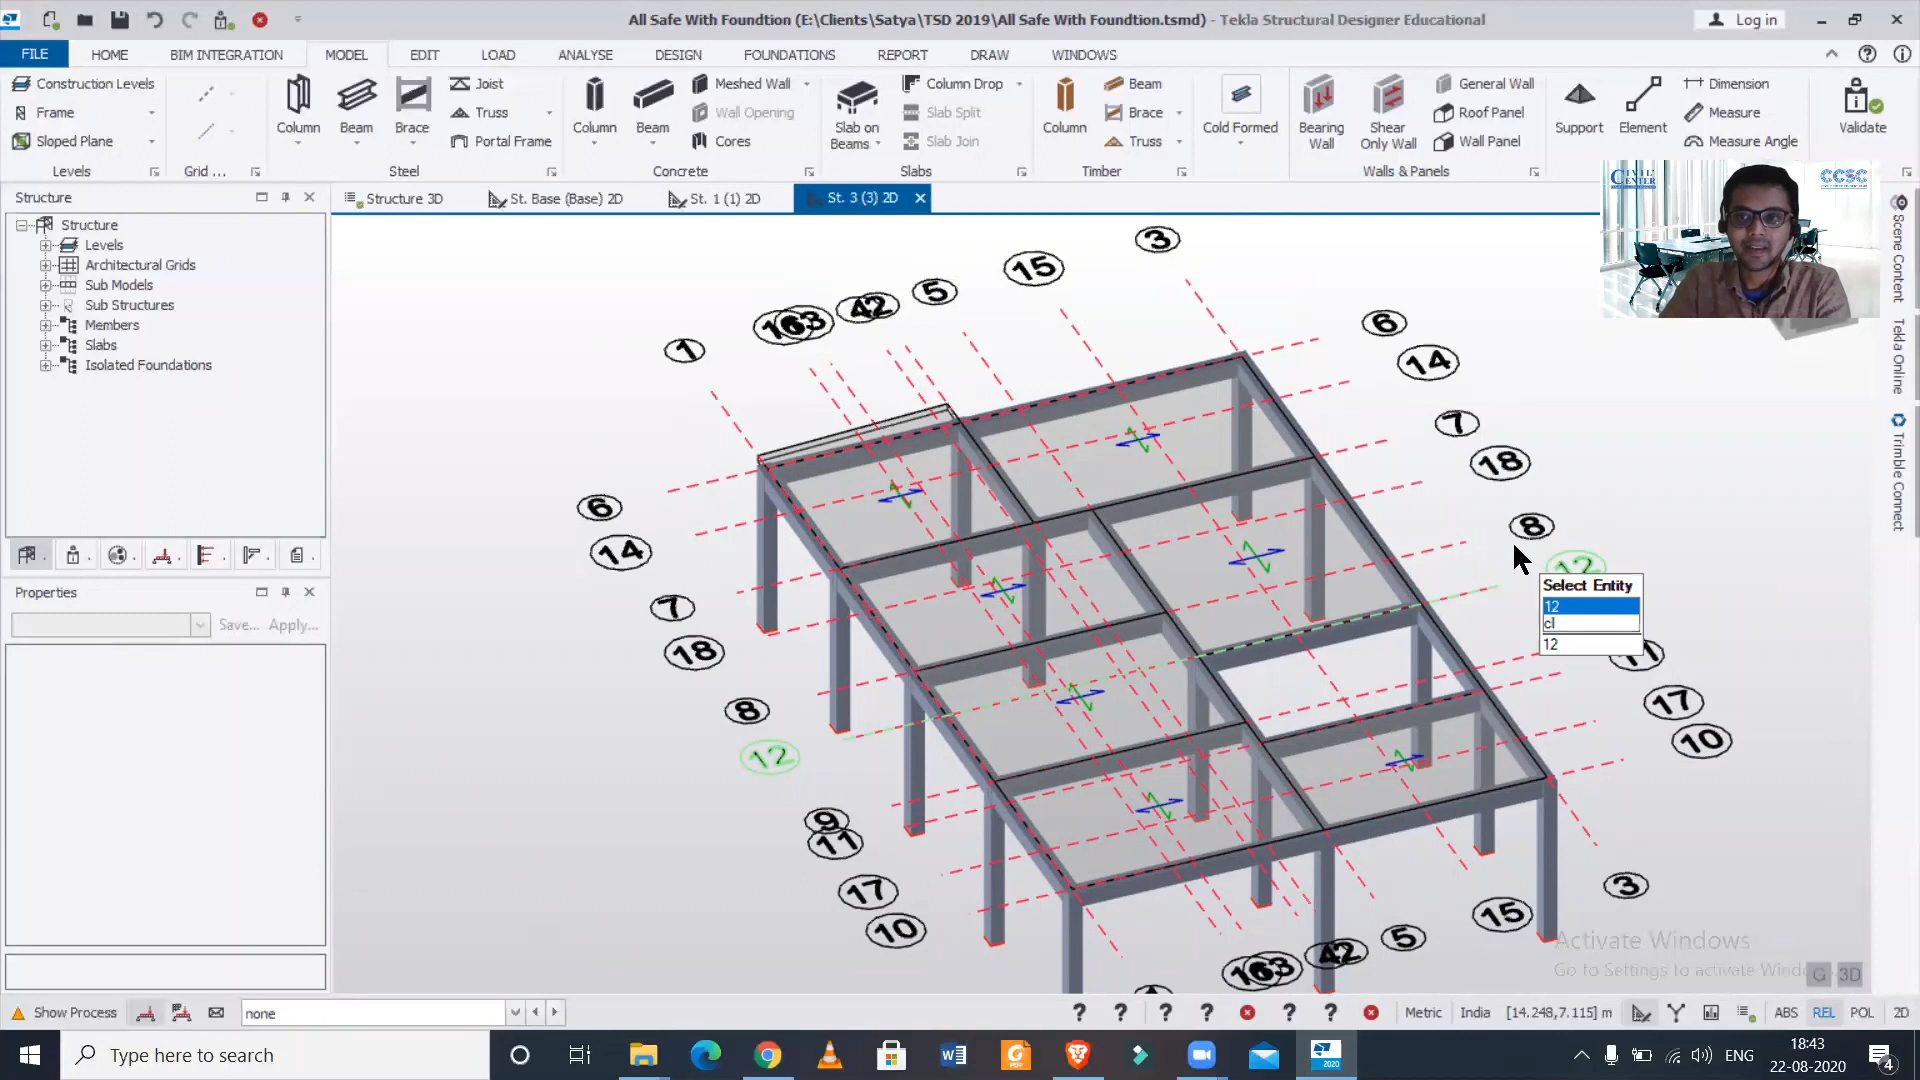 All Safe With Foundtion (E:\Clients\Satya\TSD 2019\All Safe With Foundtion.tsmd) - Tekla Structural Designer Educational
Log in
FILE HOME BIM INTEGRATION MODEL EDIT LOAD ANALYSE DESIGN FOUNDATIONS REPORT DRAW WINDOWS
Construction Levels
Frame
Sloped Plane
Levels
Grid ...
Column Beam Brace
Joist
Truss
Portal Frame
Steel
Column Beam
Meshed Wall
Wall Opening
Cores
Concrete
Slab on Beams
Column Drop
Slab Split
Slab Join
Slabs
Column
Beam
Brace
Truss
Timber
Cold Formed
Bearing Wall
Shear Only Wall
General Wall
Roof Panel
Wall Panel
Walls & Panels
Support
Element
Dimension
Measure
Measure Angle
Validate
Structure
Structure 3D
St. Base (Base) 2D
St. 1 (1) 2D
St. 3 (3) 2D
CIVIL CENTER
CCSC
Structure
Levels
Architectural Grids
Sub Models
Sub Structures
Members
Slabs
Isolated Foundations
Properties
Save... Apply...
Scene Content
Tekla Online
Trimble Connect
3
15
5
42
163
1
6
14
7
18
8
12
11
17
10
6
14
7
18
8
12
9
11
17
10
3
15
5
42
163
Select Entity
12
cl
12
Activate Windows
Go to Settings to activate Wind
G 3D
Show Process
none
Metric India [14.248,7.115] m
ABS REL POL 2D
Type here to search
2020
ENG
18:43
22-08-2020
4